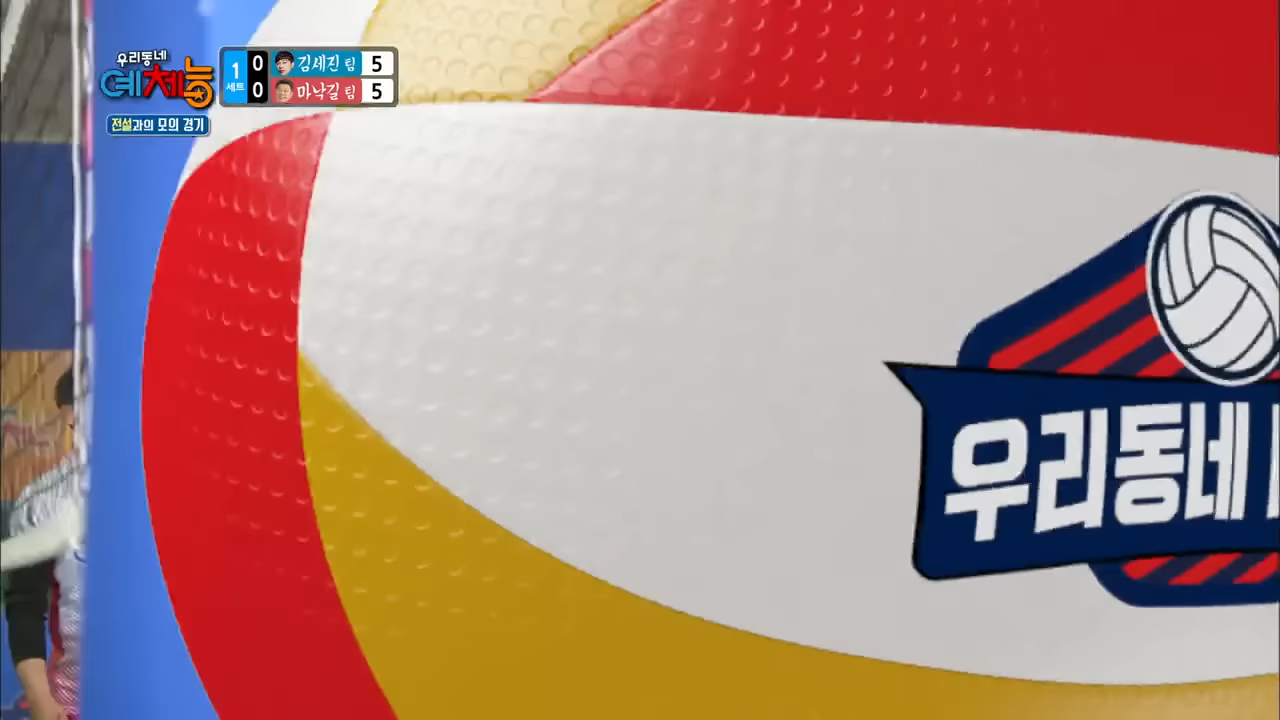 우리동네
예체능
전설과의 모의 경기
1
세트
0 김세진 팀 5
0 마낙길 팀 5
우리동네